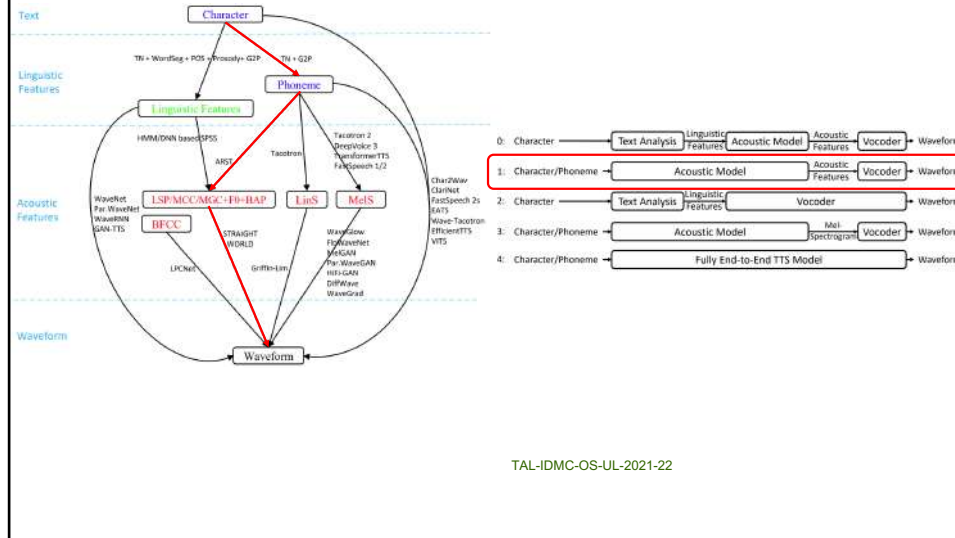 Text
Character
TN + WordSeg + POS + Prosody+ G2P
TN + G2P
Linguistic
Features
Phoneme
Linguistic Features
HMM/DNN based SPSS
ARST
Tacotron
Tacotron 2
DeepVoice 3
TransformerTTS
FastSpeech 1/2
Acoustic
Features
WaveNet
Par.WaveNet
WaveRNN
GAN-TTS
LSP/MCC/MGC+F0+BAP
LinS
MelS
BFCC
STRAIGHT
WORLD
LPCNet
Griffin-Lim
WaveGlow
FloWaveNet
MelGAN
Par.WaveGAN
HiFi-GAN
DiffWave
WaveGrad
Char2Wav
ClariNet
FastSpeech 2s
EATS
Wave-Tacotron
EfficientTTS
VITS
Waveform
Waveform
0: Character Text Analysis Linguistic Features Acoustic Model Acoustic Features Vocoder Waveform
1: Character/Phoneme Acoustic Model Acoustic Features Vocoder Waveform
2: Character Text Analysis Linguistic Features Vocoder Waveform
3: Character/Phoneme Acoustic Model Mel-Spectrogram Vocoder Waveform
4: Character/Phoneme Fully End-to-End TTS Model Waveform
TAL-IDMC-OS-UL-2021-22